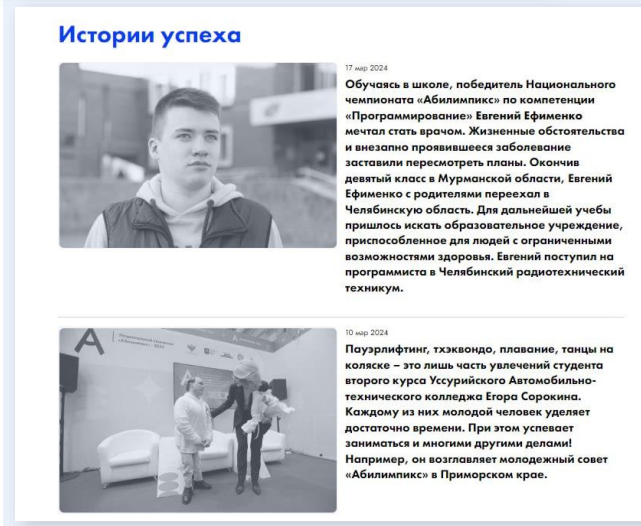 Истории успеха
17 мар 2024
Обучаясь в школе, победитель Национального
чемпионата «Абилимпикс» по компетенции
«Программирование» Евгений Ефименко
мечтал стать врачом. Жизненные обстоятельства
и внезапно проявившееся заболевание
заставили пересмотреть планы. Окончив
девятый класс в Мурманской области, Евгений
Ефименко с родителями переехал в
Челябинскую область. Для дальнейшей учебы
пришлось искать образовательное учреждение,
приспособленное для людей с ограниченными
возможностями здоровья. Евгений поступил на
программиста в Челябинский радиотехнический
техникум.
10 мар 2024
Пауэрлифтинг, тхэквондо, плавание, танцы на
коляске – это лишь часть увлечений студента
второго курса Уссурийского Автомобильно-
технического колледжа Егора Сорокина.
Каждому из них молодой человек уделяет
достаточно времени. При этом успевает
заниматься и многими другими делами!
Например, он возглавляет молодежный совет
«Абилимпикс» в Приморском крае.